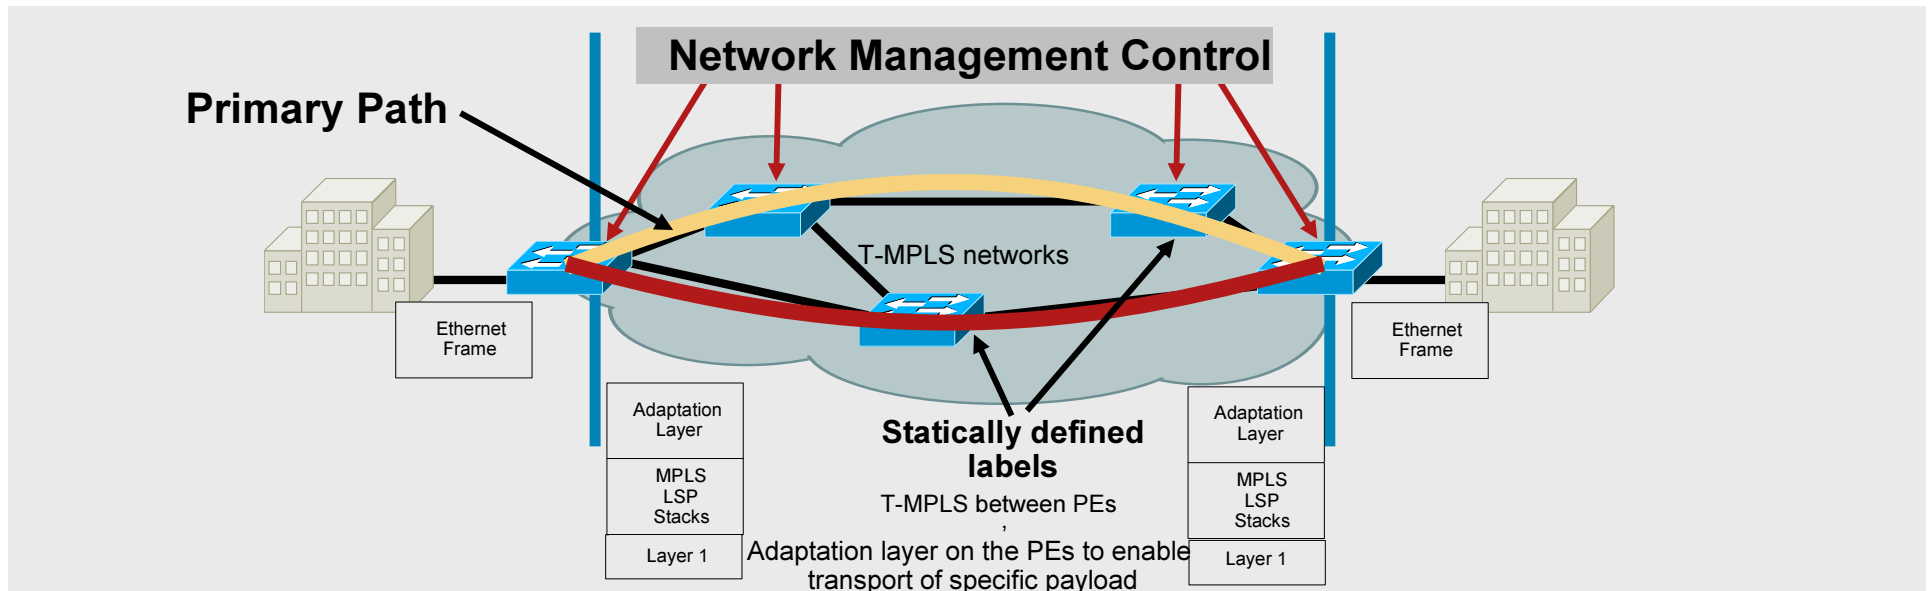 Network Management Control
Primary Path
T-MPLS networks
Ethernet
Frame
Ethernet
Frame
Adaptation
Layer
MPLS
LSP
Stacks
Layer 1
Statically defined
labels
T-MPLS between PEs
,
Adaptation layer on the PEs to enable
transport of specific payload
Adaptation
Layer
MPLS
LSP
Stacks
Layer 1